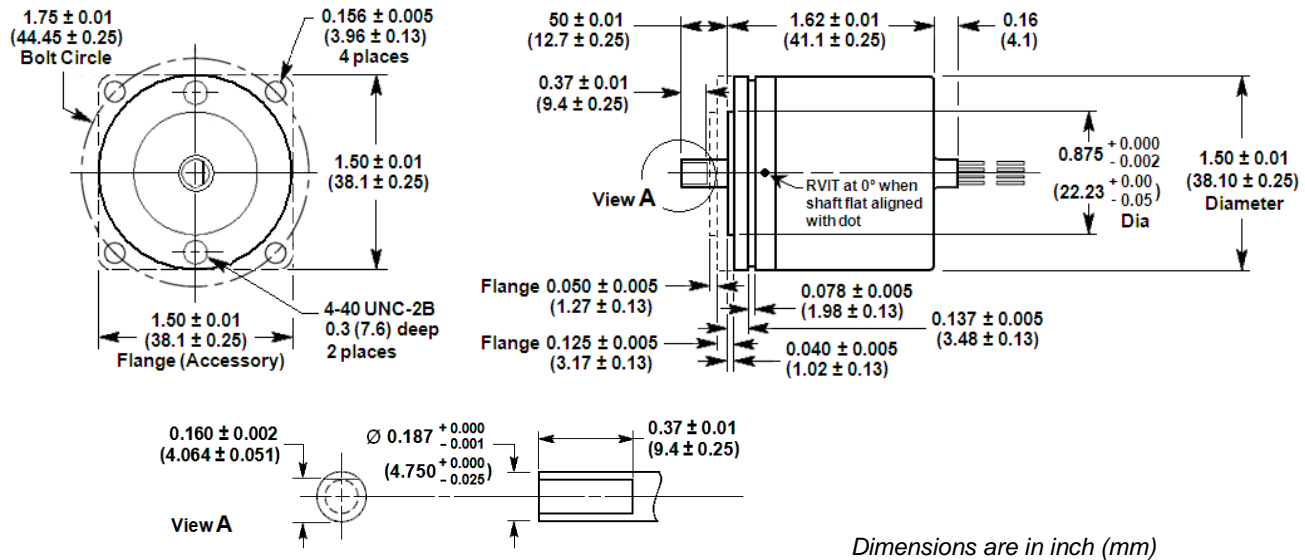 1.75 ± 0.01
(44.45 ± 0.25)
Bolt Circle
0.156 ± 0.005
(3.96 ± 0.13)
4 places
1.50 ± 0.01
(38.1 ± 0.25)
1.50 ± 0.01
(38.1 ± 0.25)
Flange (Accessory)
4-40 UNC-2B
0.3 (7.6) deep
2 places
50 ± 0.01
(12.7 ± 0.25)
1.62 ± 0.01
(41.1 ± 0.25)
0.16
(4.1)
0.37 ± 0.01
(9.4 ± 0.25)
View A
RVIT at 0° when
shaft flat aligned
with dot
0.875 + 0.000 - 0.002
(22.23 + 0.00 - 0.05)
Dia
1.50 ± 0.01
(38.10 ± 0.25)
Diameter
Flange 0.050 ± 0.005
(1.27 ± 0.13)
0.078 ± 0.005
(1.98 ± 0.13)
0.137 ± 0.005
(3.48 ± 0.13)
Flange 0.125 ± 0.005
(3.17 ± 0.13)
0.040 ± 0.005
(1.02 ± 0.13)
0.160 ± 0.002
(4.064 ± 0.051)
Ø 0.187 + 0.000 - 0.001
(4.750 + 0.000 - 0.025)
0.37 ± 0.01
(9.4 ± 0.25)
View A
Dimensions are in inch (mm)